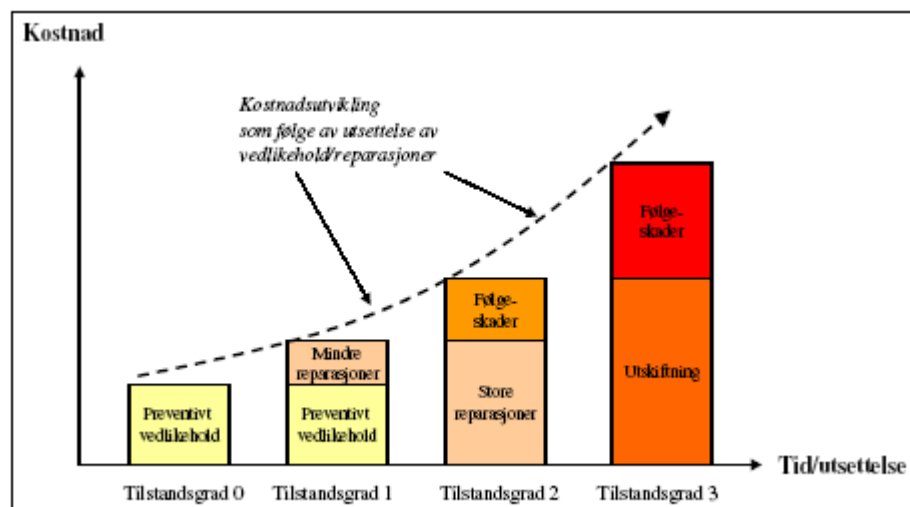 Kostnad
Kostnadsutvikling
som følge av utsettelse av
vedlikehold/reparasjoner
Følge-
skader
Følge-
skader
Mindre
reparasjoner
Utskiftning
Store
reparasjoner
Preventivt
vedlikehold
Preventivt
vedlikehold
Tid/utsettelse
Tilstandsgrad 0
Tilstandsgrad 1
Tilstandsgrad 2
Tilstandsgrad 3